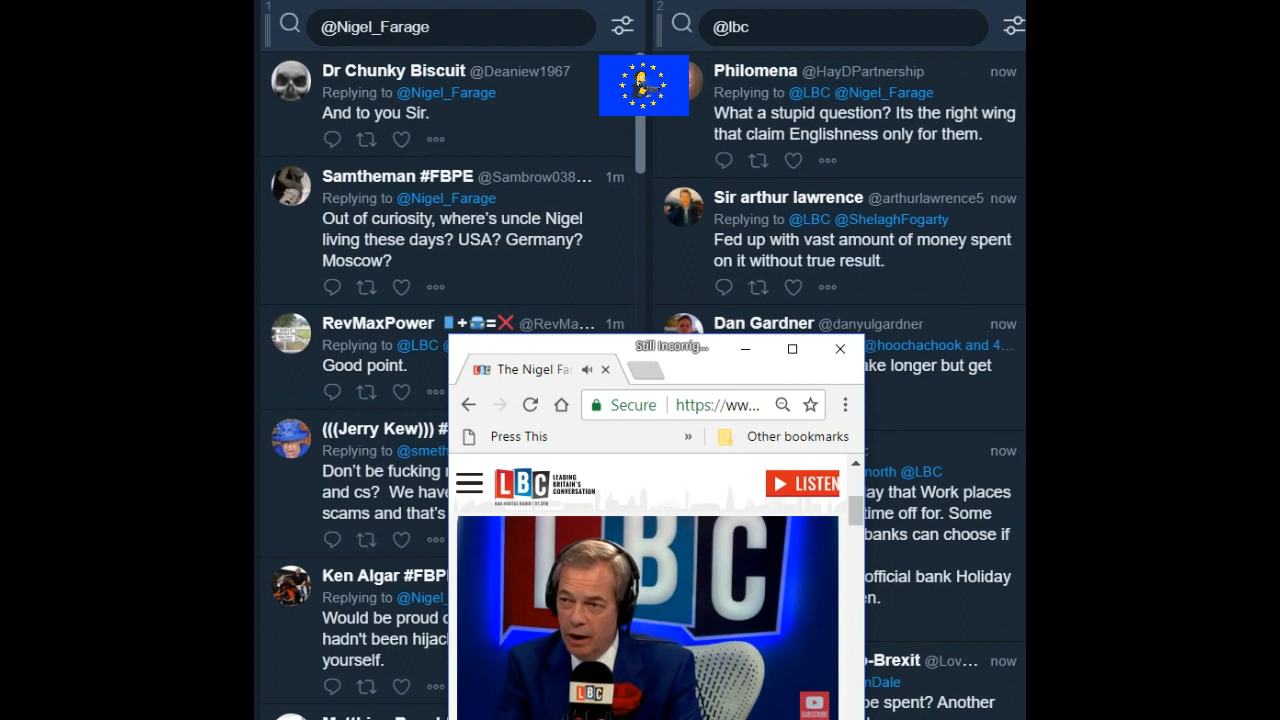 1
@Nigel_Farage
Dr Chunky Biscuit @Deaniew1967
Replying to @Nigel_Farage
And to you Sir.
Samtheman #FBPE @Sambrow038... 1m
Replying to @Nigel_Farage
Out of curiosity, where's uncle Nigel
living these days? USA? Germany?
Moscow?
RevMaxPower + = @RevMa... 1m
Replying to @LBC
Good point.
(((Jerry Kew))) #
Replying to @smeth
Don't be fucking
and cs? We have
scams and that's
Ken Algar #FBP
Replying to @Nigel_
Would be proud
hadn't been hijac
yourself.
2
@lbc
Philomena @HayDPartnership now
Replying to @LBC @Nigel_Farage
What a stupid question? Its the right wing
that claim Englishness only for them.
Sir arthur lawrence @arthurlawrence5 now
Replying to @LBC @ShelaghFogarty
Fed up with vast amount of money spent
on it without true result.
Dan Gardner @danyulgardner now
@hoochachook and 4...
ke longer but get
now
north @LBC
ay that Work places
time off for. Some
banks can choose if
official bank Holiday
en.
-Brexit @Lov... now
nDale
be spent? Another
Still Incorrig...
The Nigel Fa
Secure https://ww...
Press This » Other bookmarks
LBC LEADING
BRITAIN'S
CONVERSATION
LISTEN
LBC
LBC
SUBSCRIBE